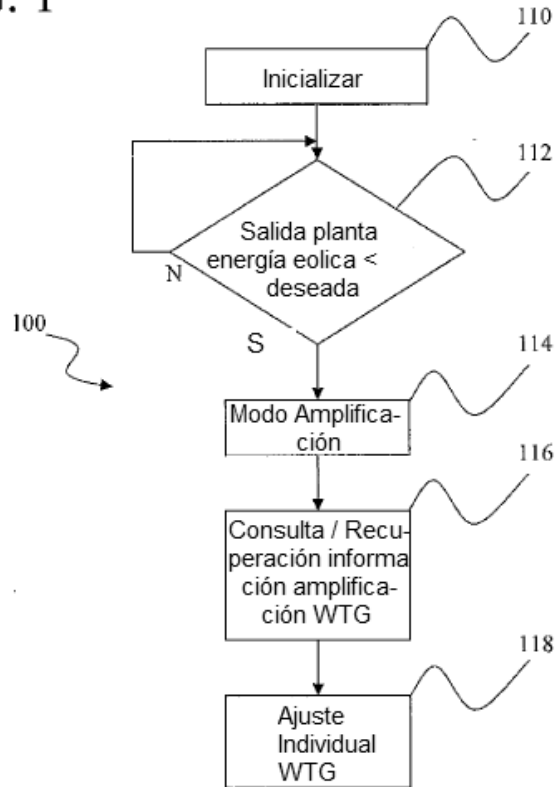 110
Inicializar
112
Salida planta
energía eolica <
deseada
N
100
S
114
Modo Amplifica-
ción
116
Consulta / Recu-
peración informa
ción amplifica-
ción WTG
118
Ajuste
Individual
WTG